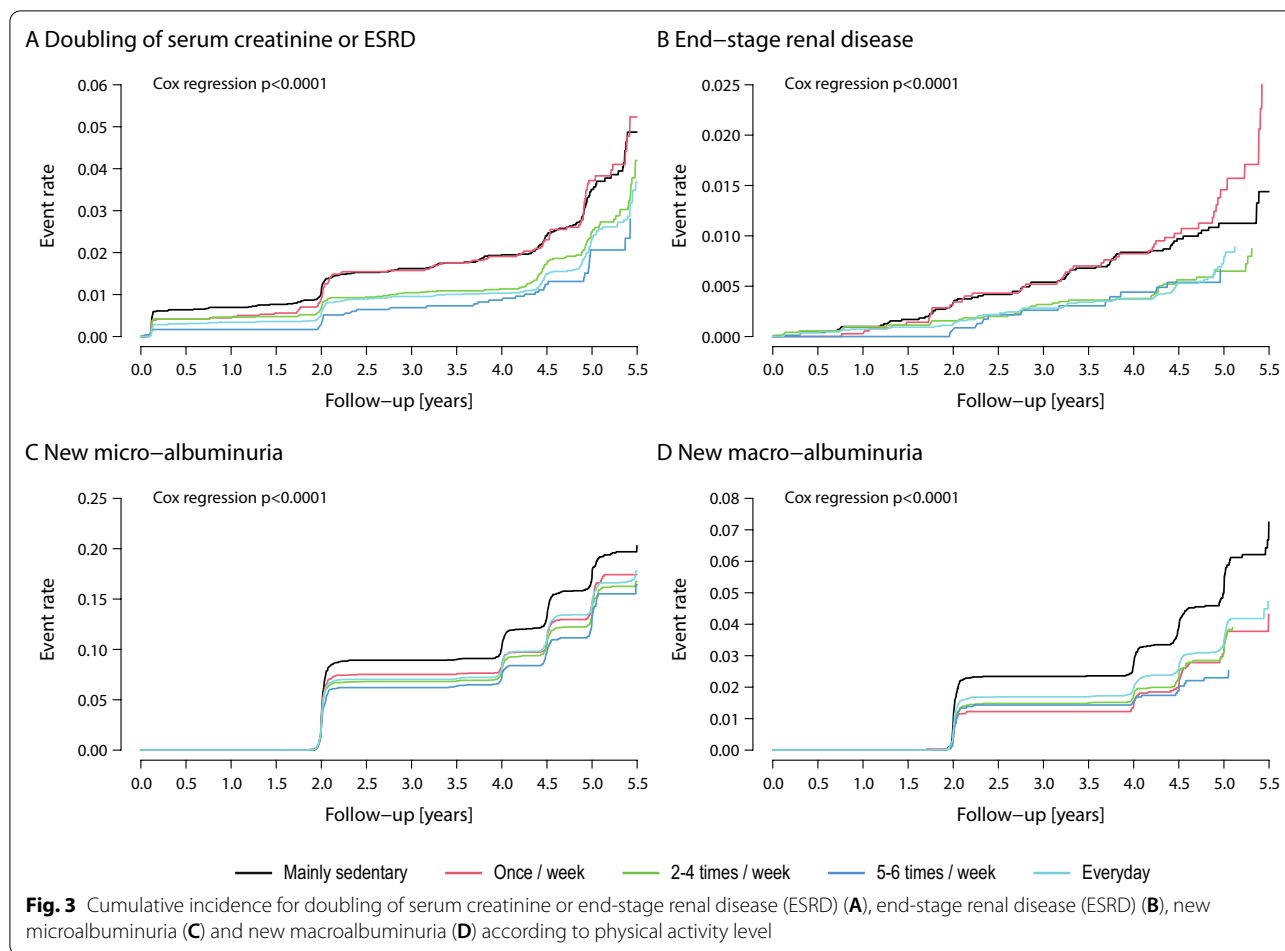 A Doubling of serum creatinine or ESRD
Cox regression p<0.0001
Event rate
0.06
0.05
0.04
0.03
0.02
0.01
0.00
0.0 0.5 1.0 1.5 2.0 2.5 3.0 3.5 4.0 4.5 5.0 5.5
Follow–up [years]
B End–stage renal disease
Cox regression p<0.0001
Event rate
0.025
0.020
0.015
0.010
0.005
0.000
0.0 0.5 1.0 1.5 2.0 2.5 3.0 3.5 4.0 4.5 5.0 5.5
Follow–up [years]
C New micro–albuminuria
Cox regression p<0.0001
Event rate
0.25
0.20
0.15
0.10
0.05
0.00
0.0 0.5 1.0 1.5 2.0 2.5 3.0 3.5 4.0 4.5 5.0 5.5
Follow–up [years]
D New macro–albuminuria
Cox regression p<0.0001
Event rate
0.08
0.07
0.06
0.05
0.04
0.03
0.02
0.01
0.00
0.0 0.5 1.0 1.5 2.0 2.5 3.0 3.5 4.0 4.5 5.0 5.5
Follow–up [years]
Mainly sedentary Once / week 2-4 times / week 5-6 times / week Everyday
Fig. 3 Cumulative incidence for doubling of serum creatinine or end-stage renal disease (ESRD) (A), end-stage renal disease (ESRD) (B), new
microalbuminuria (C) and new macroalbuminuria (D) according to physical activity level